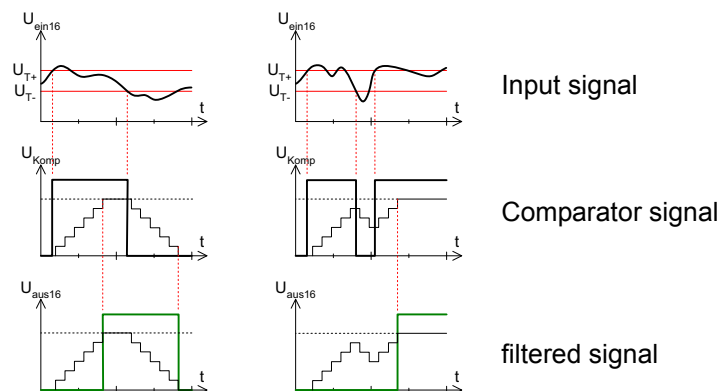 U_ein16 U_ein16
U_T+ U_T+ Input signal
U_T- t U_T- t
U_Komp U_Komp
t t Comparator signal
U_aus16 U_aus16
t t filtered signal